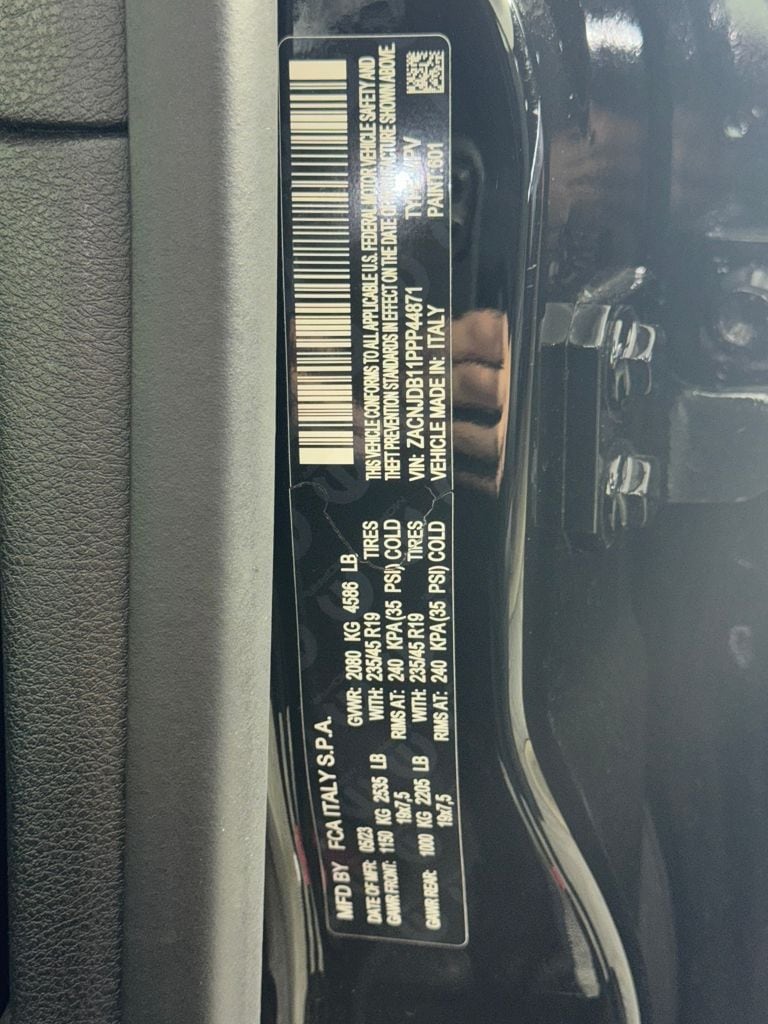 MFD BY FCA ITALY S.P.A.
DATE OF MFR: 05/23 GVWR: 2080 KG 4586 LB
GAWR FRONT: 1150 KG 2535 LB WITH: 235/45 R19 TIRES
19x7,5 RIMS AT: 240 KPA(35 PSI) COLD
GAWR REAR: 1000 KG 2205 LB WITH: 235/45 R19 TIRES
19x7,5 RIMS AT: 240 KPA(35 PSI) COLD
THIS VEHICLE CONFORMS TO ALL APPLICABLE U.S. FEDERAL MOTOR VEHICLE SAFETY AND
THEFT PREVENTION STANDARDS IN EFFECT ON THE DATE OF MANUFACTURE SHOWN ABOVE.
VIN: ZACNJDB11PPP44871 TYPE: MPV
VEHICLE MADE IN: ITALY PAINT: 601